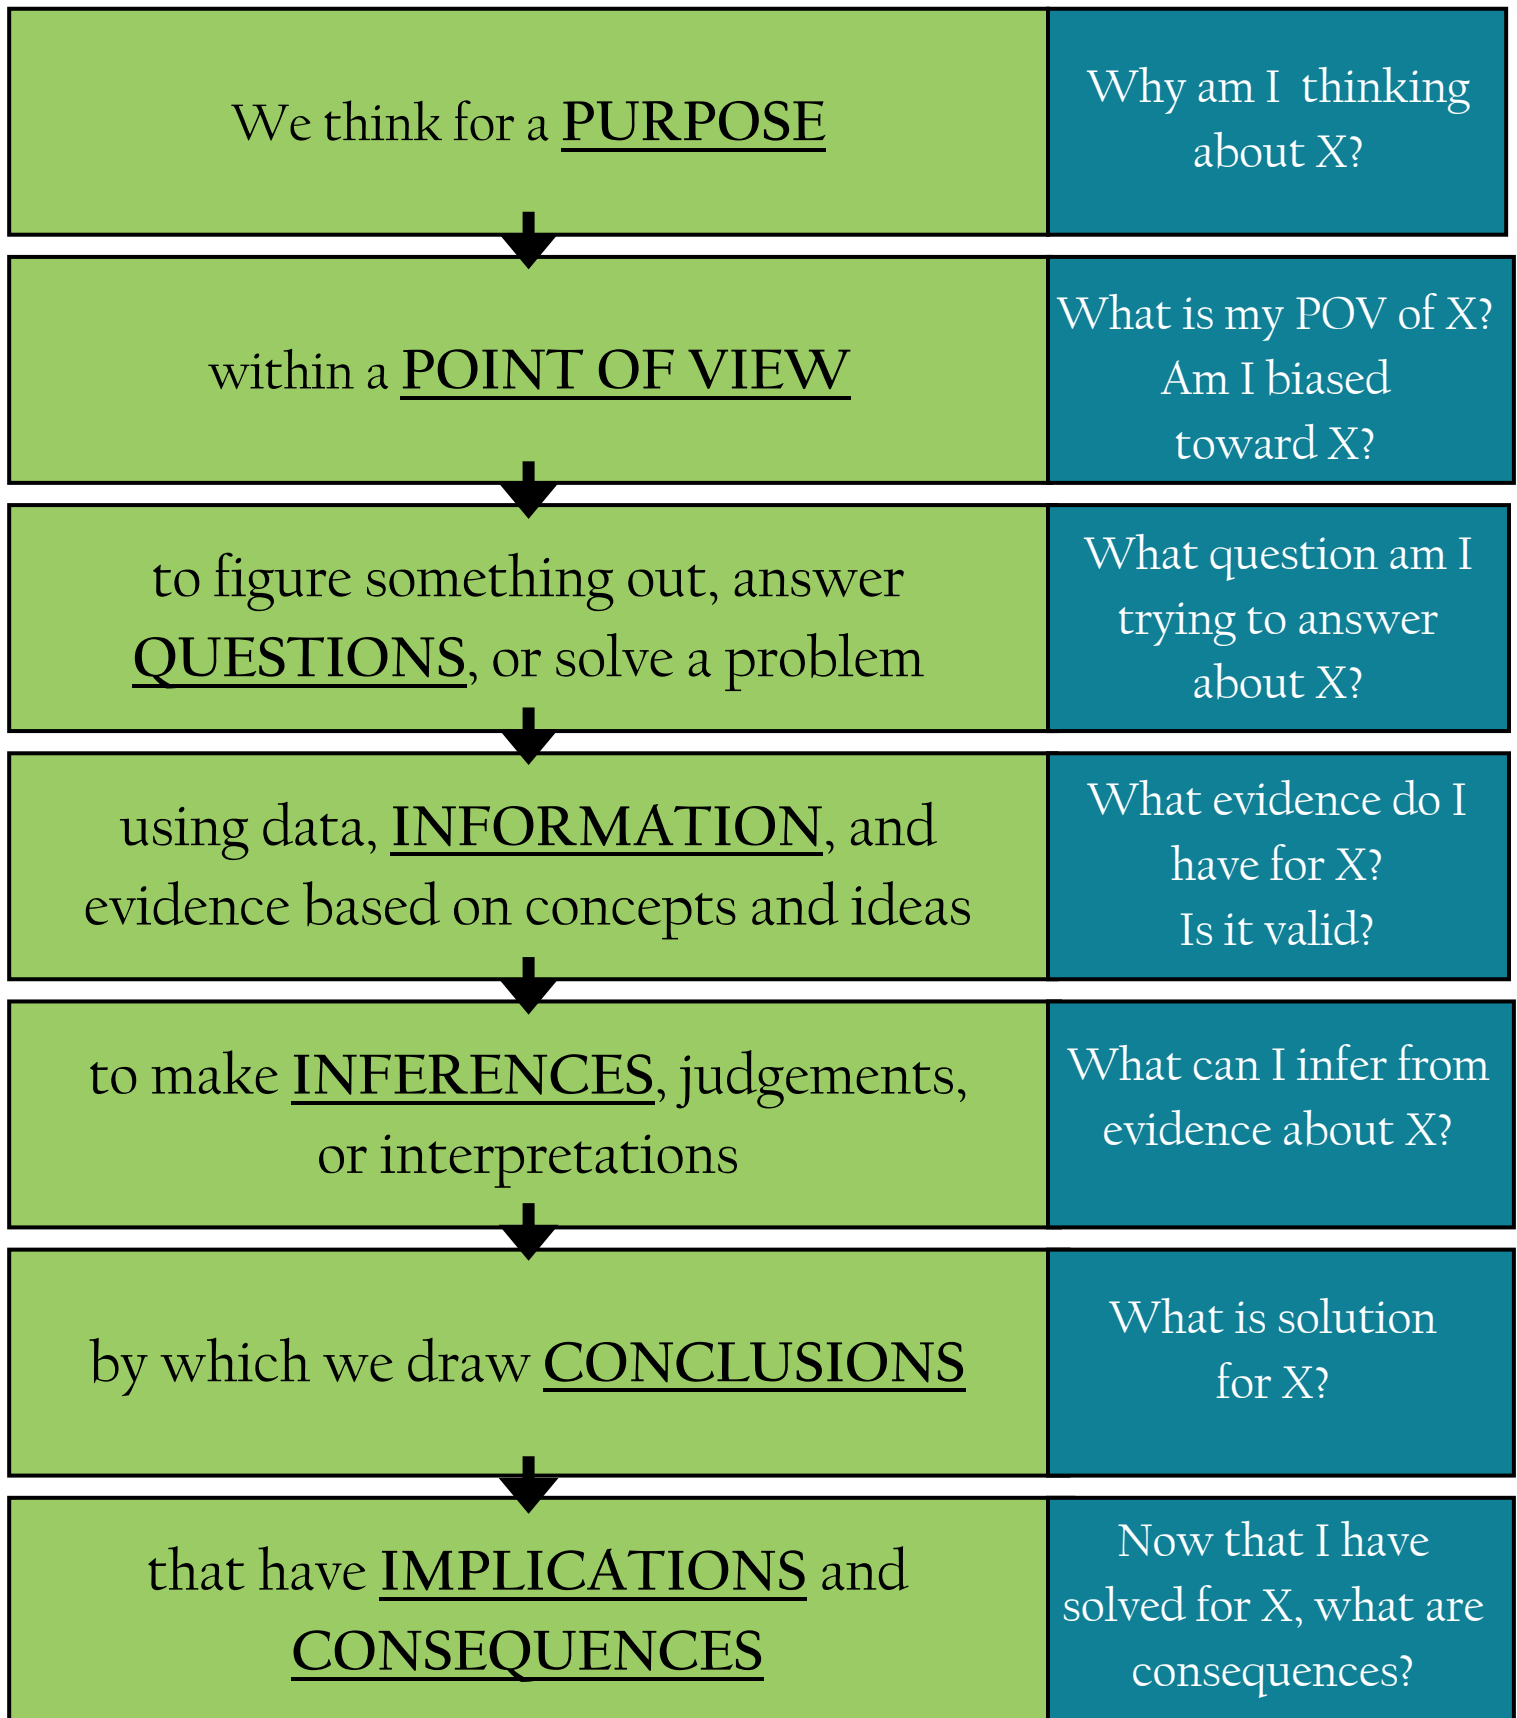 We think for a PURPOSE
Why am I thinking
about X?
within a POINT OF VIEW
What is my POV of X?
Am I biased
toward X?
to figure something out, answer
QUESTIONS, or solve a problem
What question am I
trying to answer
about X?
using data, INFORMATION, and
evidence based on concepts and ideas
What evidence do I
have for X?
Is it valid?
to make INFERENCES, judgements,
or interpretations
What can I infer from
evidence about X?
by which we draw CONCLUSIONS
What is solution
for X?
that have IMPLICATIONS and
CONSEQUENCES
Now that I have
solved for X, what are
consequences?